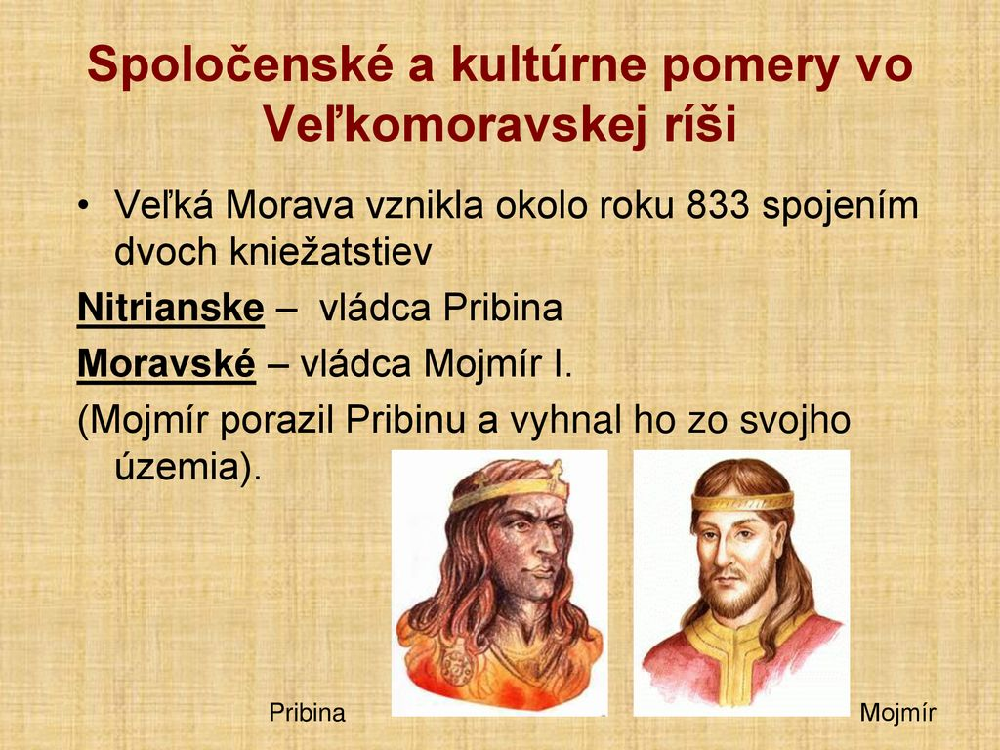 Spoločenské a kultúrne pomery vo
Veľkomoravskej ríši
• Veľká Morava vznikla okolo roku 833 spojením
dvoch kniežatstiev
Nitrianske – vládca Pribina
Moravské – vládca Mojmír I.
(Mojmír porazil Pribinu a vyhnal ho zo svojho
územia).
Pribina
Mojmír